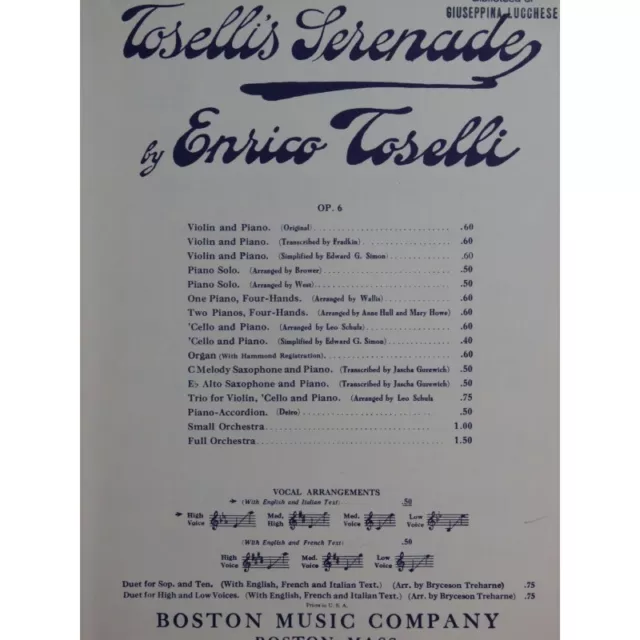 GIUSEPPINA LUCCHESE
Toselli's Serenade
by Enrico Toselli
OP. 6
Violin and Piano. (Original) .60
Violin and Piano. (Transcribed by Fradkin) .60
Violin and Piano. (Simplified by Edward G. Simon) .60
Piano Solo. (Arranged by Brower) .50
Piano Solo. (Arranged by West) .50
One Piano, Four-Hands. (Arranged by Wallis) .60
Two Pianos, Four-Hands. (Arranged by Anne Hull and Mary Howe) .60
'Cello and Piano. (Arranged by Leo Schulz) .60
'Cello and Piano. (Simplified by Edward G. Simon) .40
Organ (With Hammond Registration) .60
C Melody Saxophone and Piano. (Transcribed by Jascha Gurewich) .50
E♭ Alto Saxophone and Piano. (Transcribed by Jascha Gurewich) .50
Trio for Violin, 'Cello and Piano. (Arranged by Leo Schulz .75
Piano-Accordion. (Deiro) .50
Small Orchestra 1.00
Full Orchestra 1.50
VOCAL ARRANGEMENTS
(With English and Italian Text) .50
High Voice Med. High Med. Voice Low Voice
(With English and French Text) .50
High Voice Med. Voice Low Voice
Duet for Sop. and Ten. (With English, French and Italian Text.) (Arr. by Bryceson Treharne) .75
Duet for High and Low Voices. (With English, French and Italian Text.) (Arr. by Bryceson Treharne) .75
Printed in U. S. A.
BOSTON MUSIC COMPANY
BOSTON, MASS.